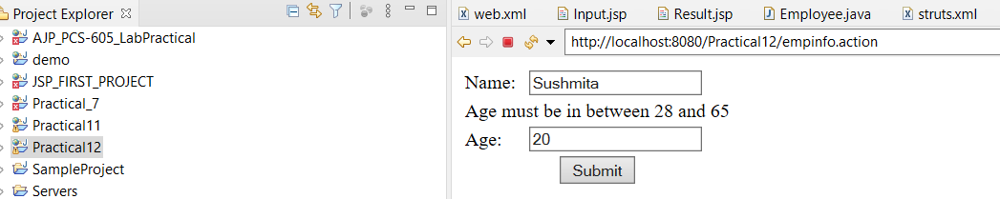 Project Explorer
AJP_PCS-605_LabPractical
demo
JSP_FIRST_PROJECT
Practical_7
Practical11
Practical12
SampleProject
Servers
web.xml Input.jsp Result.jsp Employee.java struts.xml
http://localhost:8080/Practical12/empinfo.action
Name: Sushmita
Age must be in between 28 and 65
Age: 20
Submit